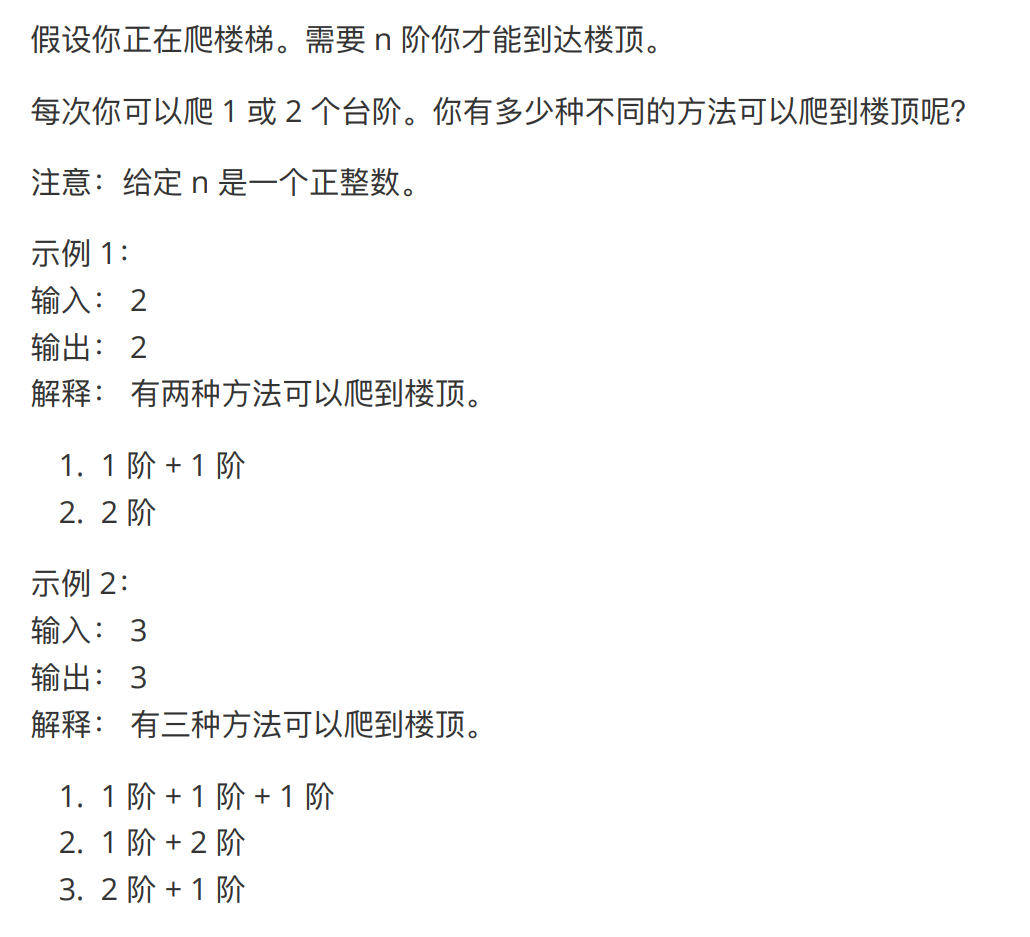 假设你正在爬楼梯。需要 n 阶你才能到达楼顶。
每次你可以爬 1 或 2 个台阶。你有多少种不同的方法可以爬到楼顶呢？
注意：给定 n 是一个正整数。
示例 1：
输入： 2
输出： 2
解释： 有两种方法可以爬到楼顶。
1. 1 阶 + 1 阶
2. 2 阶
示例 2：
输入： 3
输出： 3
解释： 有三种方法可以爬到楼顶。
1. 1 阶 + 1 阶 + 1 阶
2. 1 阶 + 2 阶
3. 2 阶 + 1 阶